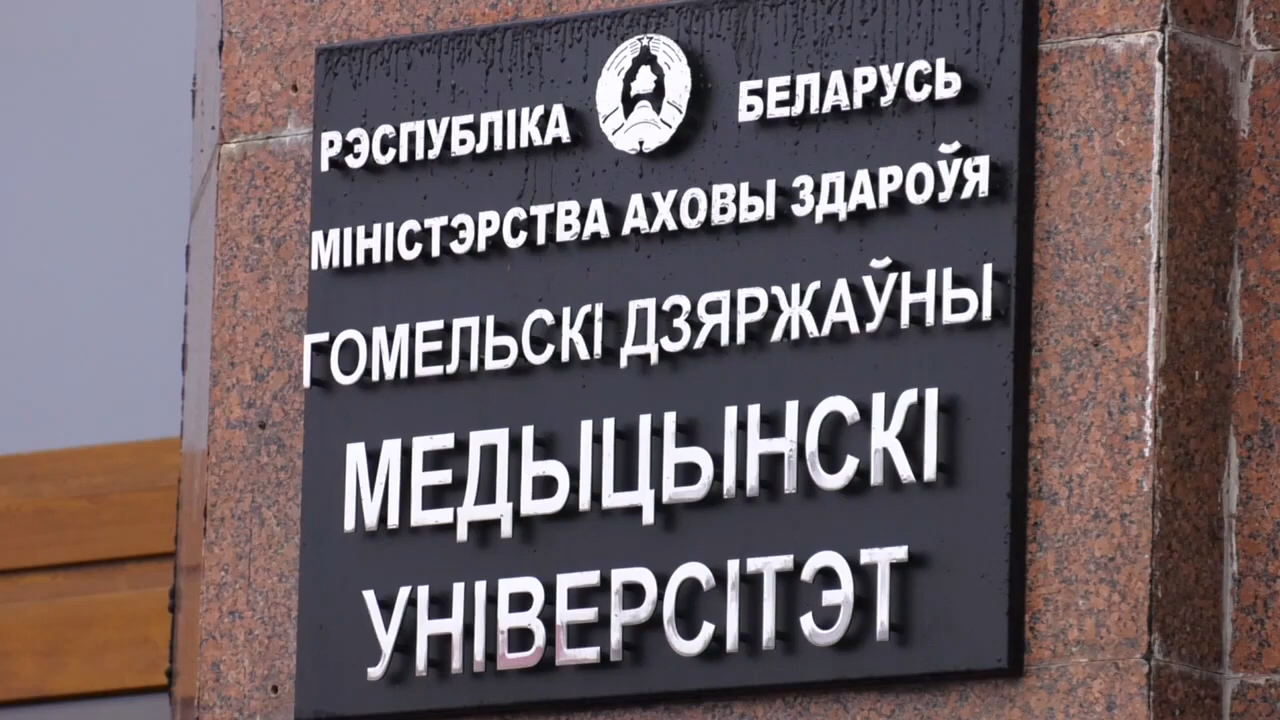 РЭСПУБЛІКА БЕЛАРУСЬ
МІНІСТЭРСТВА АХОВЫ ЗДАРОЎЯ
ГОМЕЛЬСКІ ДЗЯРЖАЎНЫ
МЕДЫЦЫНСКІ
УНІВЕРСІТЭТ